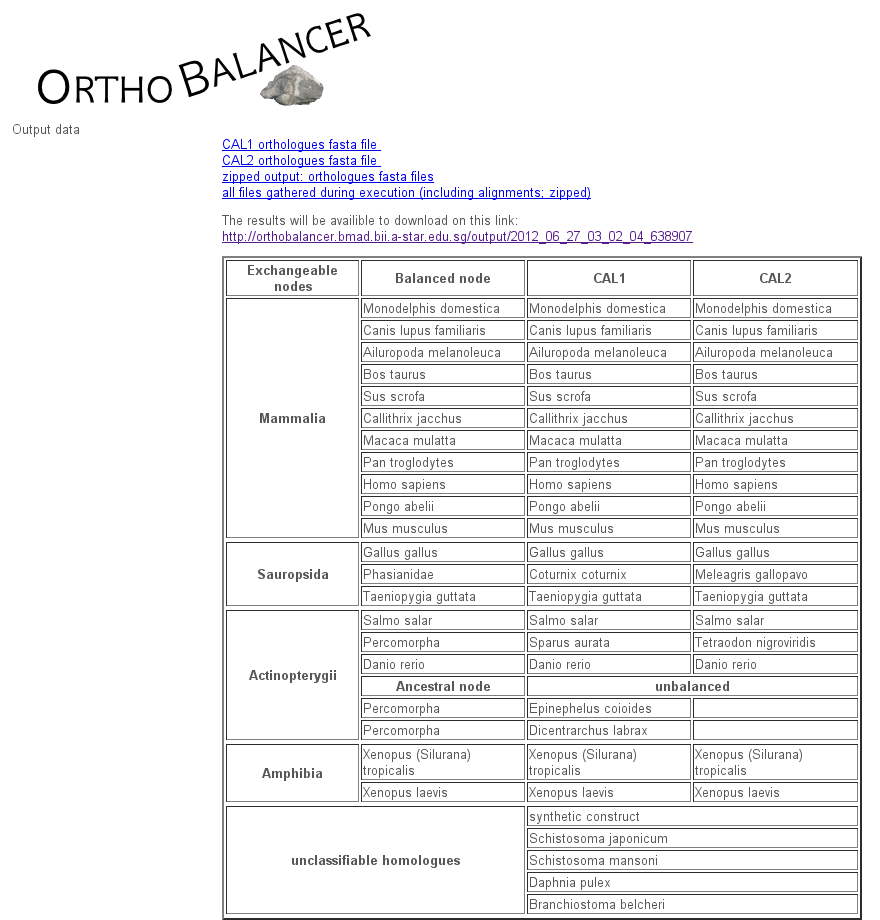 ORTHO BALANCER
Output data
CAL1 orthologues fasta file
CAL2 orthologues fasta file
zipped output: orthologues fasta files
all files gathered during execution (including alignments; zipped)
The results will be availible to download on this link:
http://orthobalancer.bmad.bii.a-star.edu.sg/output/2012_06_27_03_02_04_638907
Exchangeable nodes Balanced node CAL1 CAL2
Mammalia
Monodelphis domestica Monodelphis domestica Monodelphis domestica
Canis lupus familiaris Canis lupus familiaris Canis lupus familiaris
Ailuropoda melanoleuca Ailuropoda melanoleuca Ailuropoda melanoleuca
Bos taurus Bos taurus Bos taurus
Sus scrofa Sus scrofa Sus scrofa
Callithrix jacchus Callithrix jacchus Callithrix jacchus
Macaca mulatta Macaca mulatta Macaca mulatta
Pan troglodytes Pan troglodytes Pan troglodytes
Homo sapiens Homo sapiens Homo sapiens
Pongo abelii Pongo abelii Pongo abelii
Mus musculus Mus musculus Mus musculus
Sauropsida
Gallus gallus Gallus gallus Gallus gallus
Phasianidae Coturnix coturnix Meleagris gallopavo
Taeniopygia guttata Taeniopygia guttata Taeniopygia guttata
Actinopterygii
Salmo salar Salmo salar Salmo salar
Percomorpha Sparus aurata Tetraodon nigroviridis
Danio rerio Danio rerio Danio rerio
Ancestral node unbalanced
Percomorpha Epinephelus coioides
Percomorpha Dicentrarchus labrax
Amphibia
Xenopus (Silurana) tropicalis Xenopus (Silurana) tropicalis Xenopus (Silurana) tropicalis
Xenopus laevis Xenopus laevis Xenopus laevis
unclassifiable homologues
synthetic construct
Schistosoma japonicum
Schistosoma mansoni
Daphnia pulex
Branchiostoma belcheri